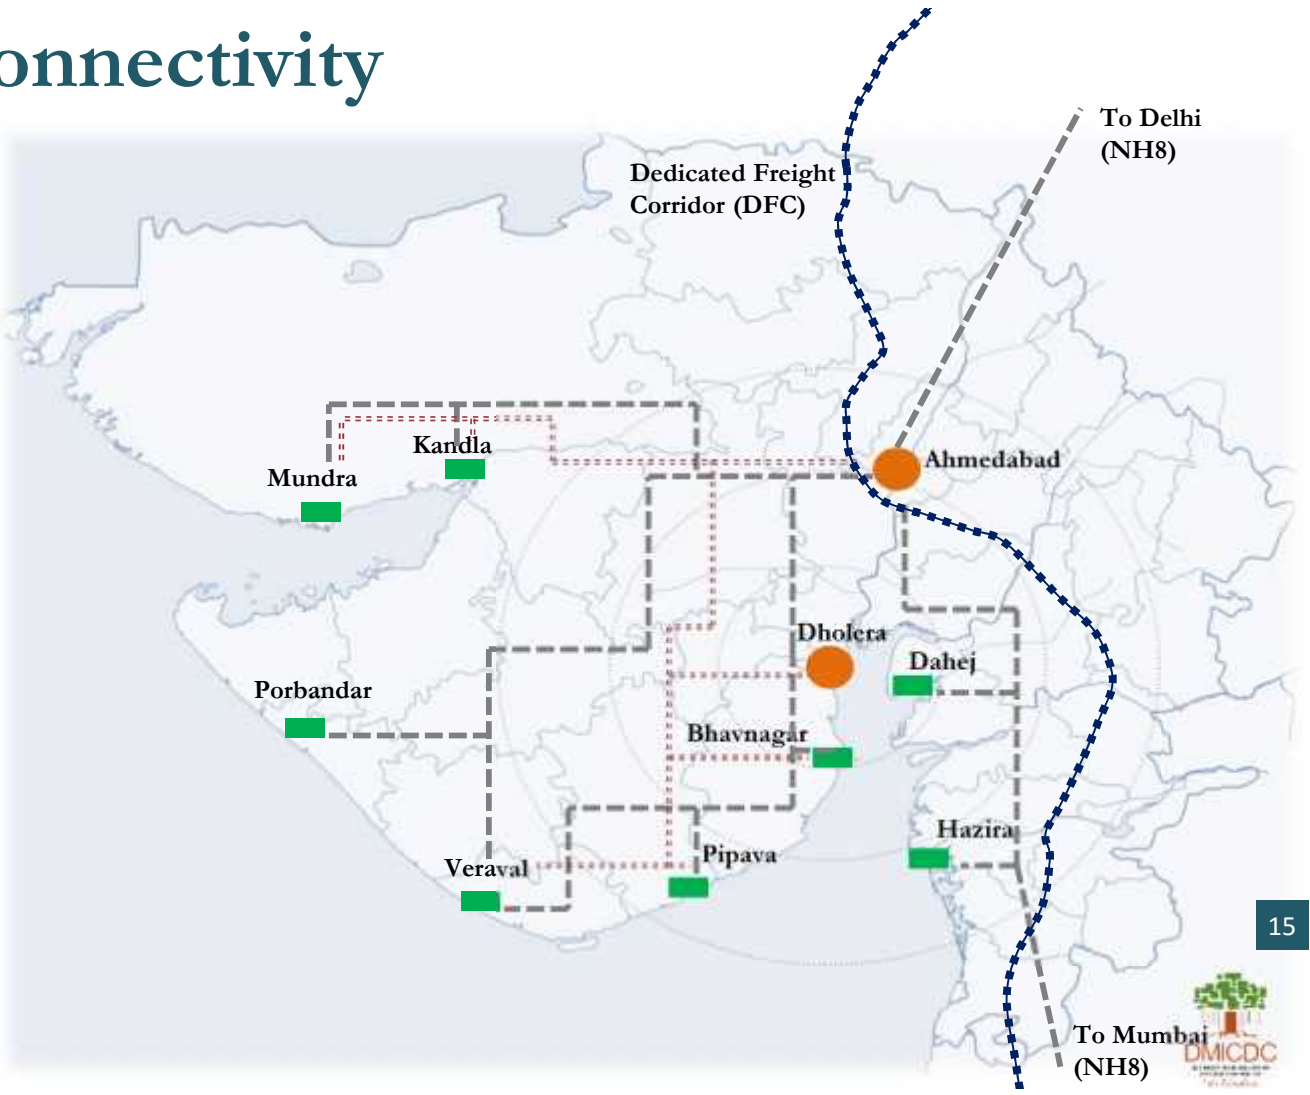 onnectivity
To Delhi
(NH8)
Dedicated Freight
Corridor (DFC)
Kandla
Mundra
Ahmedabad
Dholera
Dahej
Porbandar
Bhavnagar
Hazira
Pipava
Veraval
15
To Mumbai
(NH8)
DMICDC